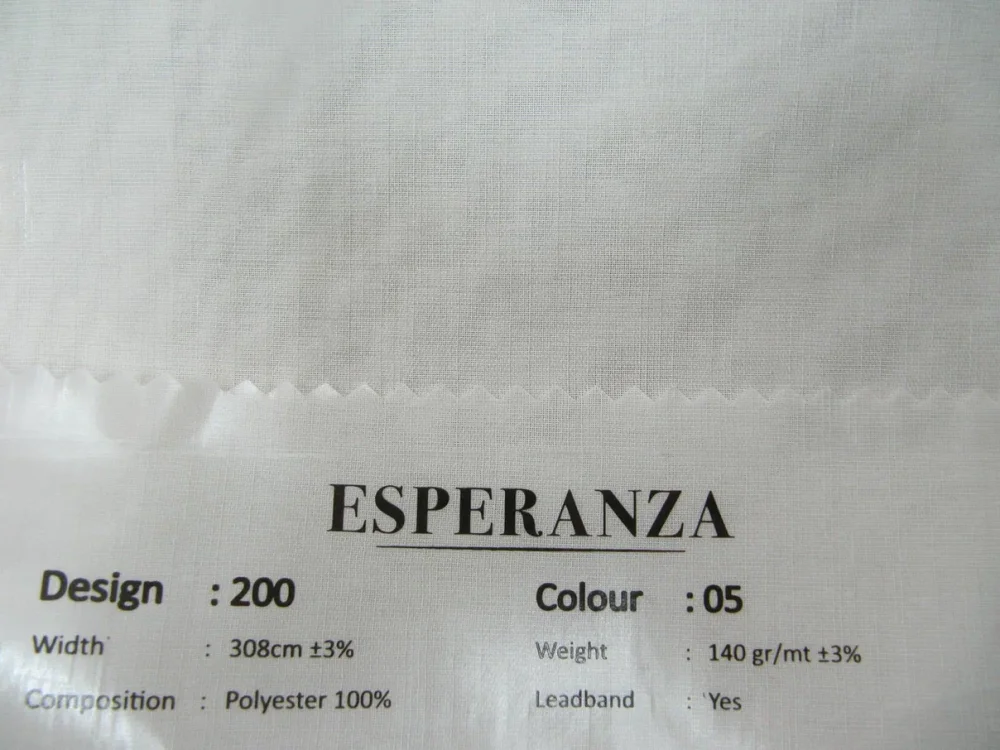 ESPERANZA
Design : 200 Colour : 05
Width : 308cm ±3% Weight : 140 gr/mt ±3%
Composition : Polyester 100% Leadband : Yes